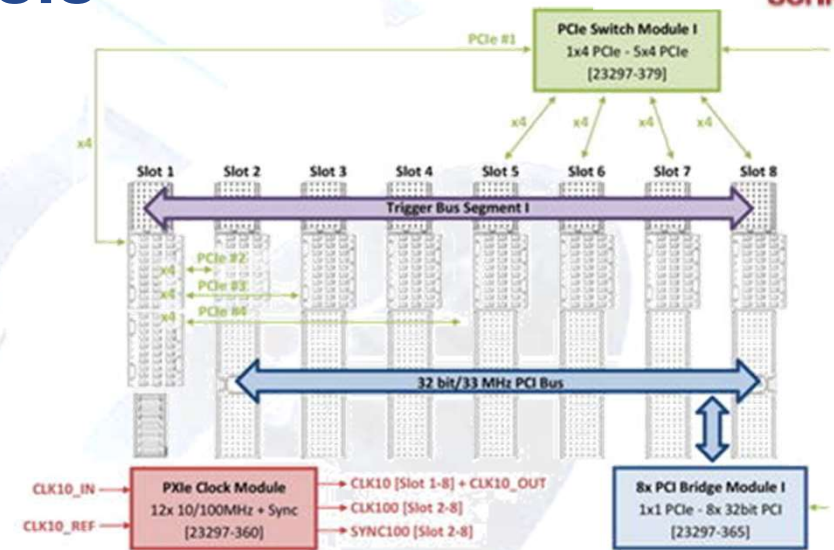 PCIe #1
PCIe Switch Module I
1x4 PCIe - 5x4 PCIe
[23297-379]
x4
x4
x4
x4
x4
Slot 1
Slot 2
Slot 3
Slot 4
Slot 5
Slot 6
Slot 7
Slot 8
Trigger Bus Segment I
PCIe #2
x4
PCIe #3
x4
PCIe #4
x4
32 bit/33 MHz PCI Bus
CLK10_IN
CLK10_REF
PXIe Clock Module
12x 10/100MHz + Sync
[23297-360]
CLK10 [Slot 1-8] + CLK10_OUT
CLK100 [Slot 2-8]
SYNC100 [Slot 2-8]
8x PCI Bridge Module I
1x1 PCIe - 8x 32bit PCI
[23297-365]